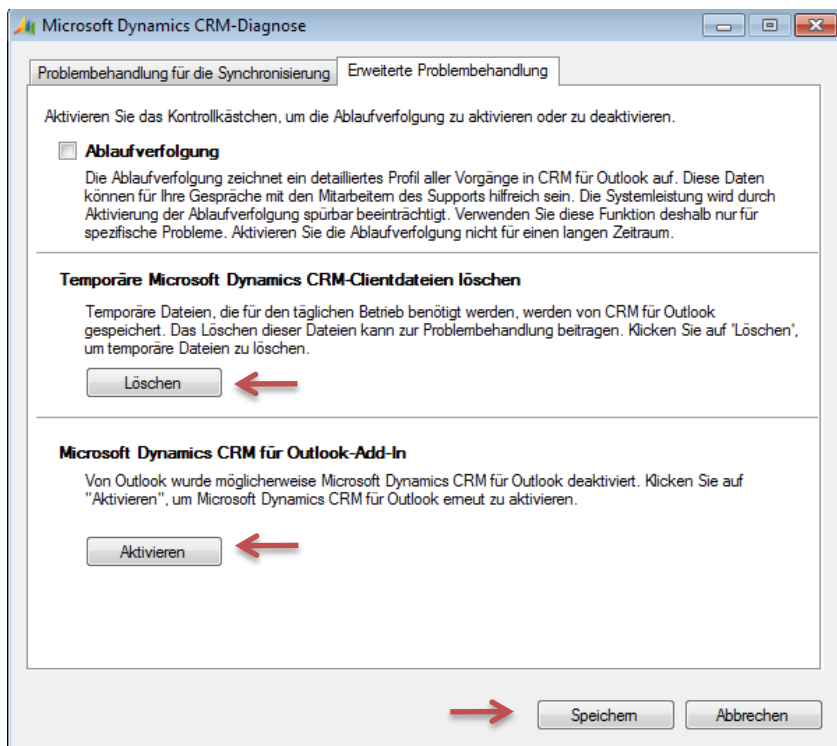 Microsoft Dynamics CRM-Diagnose
Problembehandlung für die Synchronisierung
Erweiterte Problembehandlung
Aktivieren Sie das Kontrollkästchen, um die Ablaufverfolgung zu aktivieren oder zu deaktivieren.
Ablaufverfolgung
Die Ablaufverfolgung zeichnet ein detailliertes Profil aller Vorgänge in CRM für Outlook auf. Diese Daten
können für Ihre Gespräche mit den Mitarbeitern des Supports hilfreich sein. Die Systemleistung wird durch
Aktivierung der Ablaufverfolgung spürbar beeinträchtigt. Verwenden Sie diese Funktion deshalb nur für
spezifische Probleme. Aktivieren Sie die Ablaufverfolgung nicht für einen langen Zeitraum.
Temporäre Microsoft Dynamics CRM-Clientdateien löschen
Temporäre Dateien, die für den täglichen Betrieb benötigt werden, werden von CRM für Outlook
gespeichert. Das Löschen dieser Dateien kann zur Problembehandlung beitragen. Klicken Sie auf 'Löschen',
um temporäre Dateien zu löschen.
Löschen
Microsoft Dynamics CRM für Outlook-Add-In
Von Outlook wurde möglicherweise Microsoft Dynamics CRM für Outlook deaktiviert. Klicken Sie auf
"Aktivieren", um Microsoft Dynamics CRM für Outlook erneut zu aktivieren.
Aktivieren
Speichern
Abbrechen